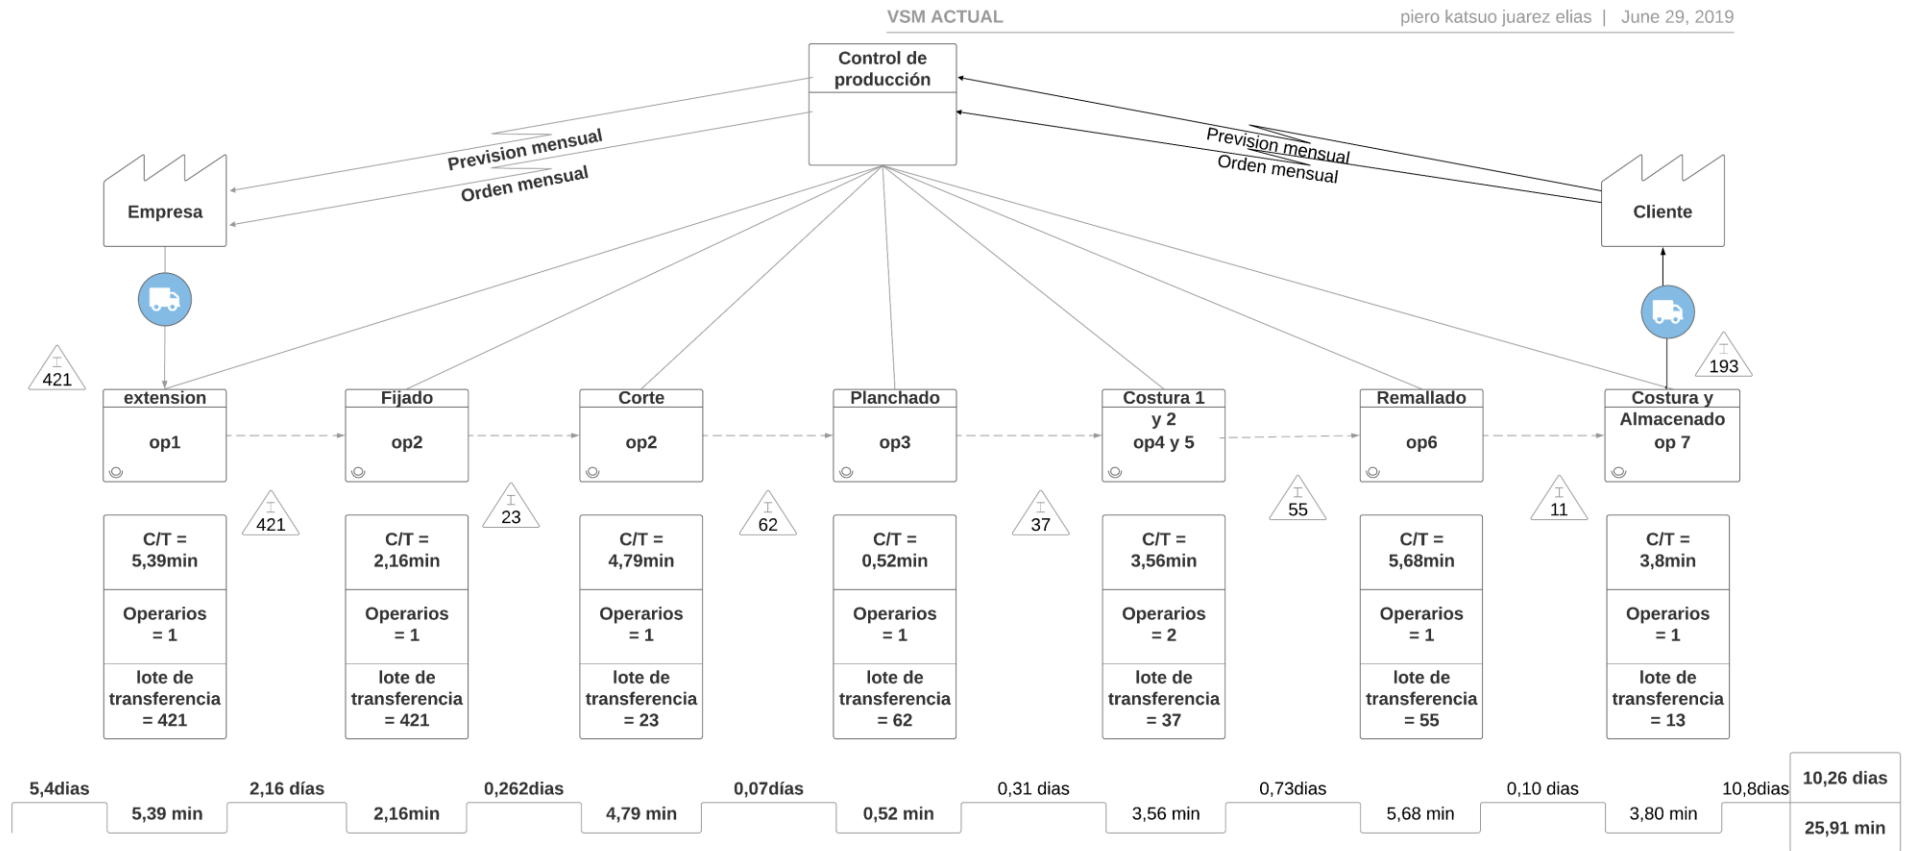 VSM ACTUAL
piero katsuo juarez elias | June 29, 2019
Control de
producción
Prevision mensual
Orden mensual
Prevision mensual
Orden mensual
Empresa
Cliente
421
193
extension
op1
Fijado
op2
Corte
op2
Planchado
op3
Costura 1
y 2
op4 y 5
Remallado
op6
Costura y
Almacenado
op 7
421
23
62
37
55
11
C/T =
5,39min
Operarios
= 1
lote de
transferencia
= 421
C/T =
2,16min
Operarios
= 1
lote de
transferencia
= 421
C/T =
4,79min
Operarios
= 1
lote de
transferencia
= 23
C/T =
0,52min
Operarios
= 1
lote de
transferencia
= 62
C/T =
3,56min
Operarios
= 2
lote de
transferencia
= 37
C/T =
5,68min
Operarios
= 1
lote de
transferencia
= 55
C/T =
3,8min
Operarios
= 1
lote de
transferencia
= 13
5,4dias
5,39 min
2,16 días
2,16min
0,262dias
4,79 min
0,07días
0,52 min
0,31 dias
3,56 min
0,73dias
5,68 min
0,10 dias
3,80 min
10,8dias
10,26 dias
25,91 min